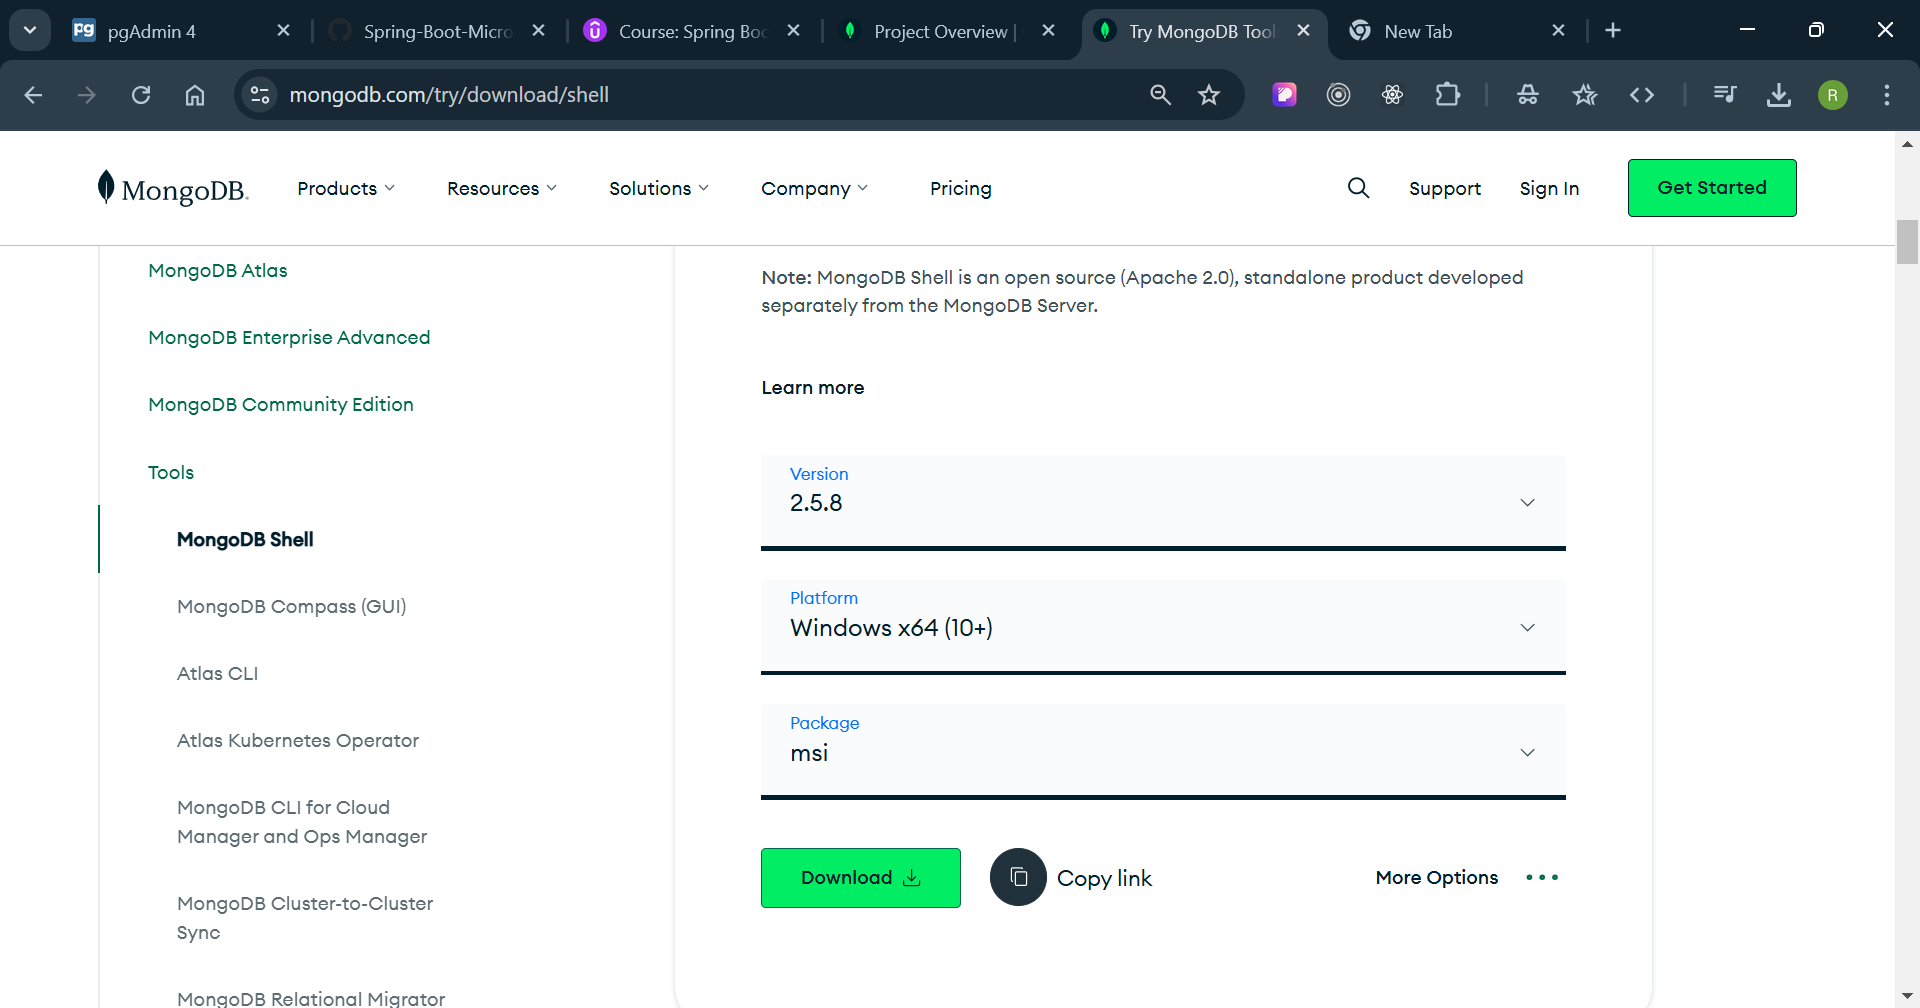 pgAdmin 4
Spring-Boot-Micro
Course: Spring Boo
Project Overview |
Try MongoDB Tool
New Tab
mongodb.com/try/download/shell
R
MongoDB.
Products
Resources
Solutions
Company
Pricing
Support
Sign In
Get Started
MongoDB Atlas
MongoDB Enterprise Advanced
MongoDB Community Edition
Tools
MongoDB Shell
MongoDB Compass (GUI)
Atlas CLI
Atlas Kubernetes Operator
MongoDB CLI for Cloud
Manager and Ops Manager
MongoDB Cluster-to-Cluster
Sync
MongoDB Relational Migrator
Note: MongoDB Shell is an open source (Apache 2.0), standalone product developed
separately from the MongoDB Server.
Learn more
Version
2.5.8
Platform
Windows x64 (10+)
Package
msi
Download
Copy link
More Options